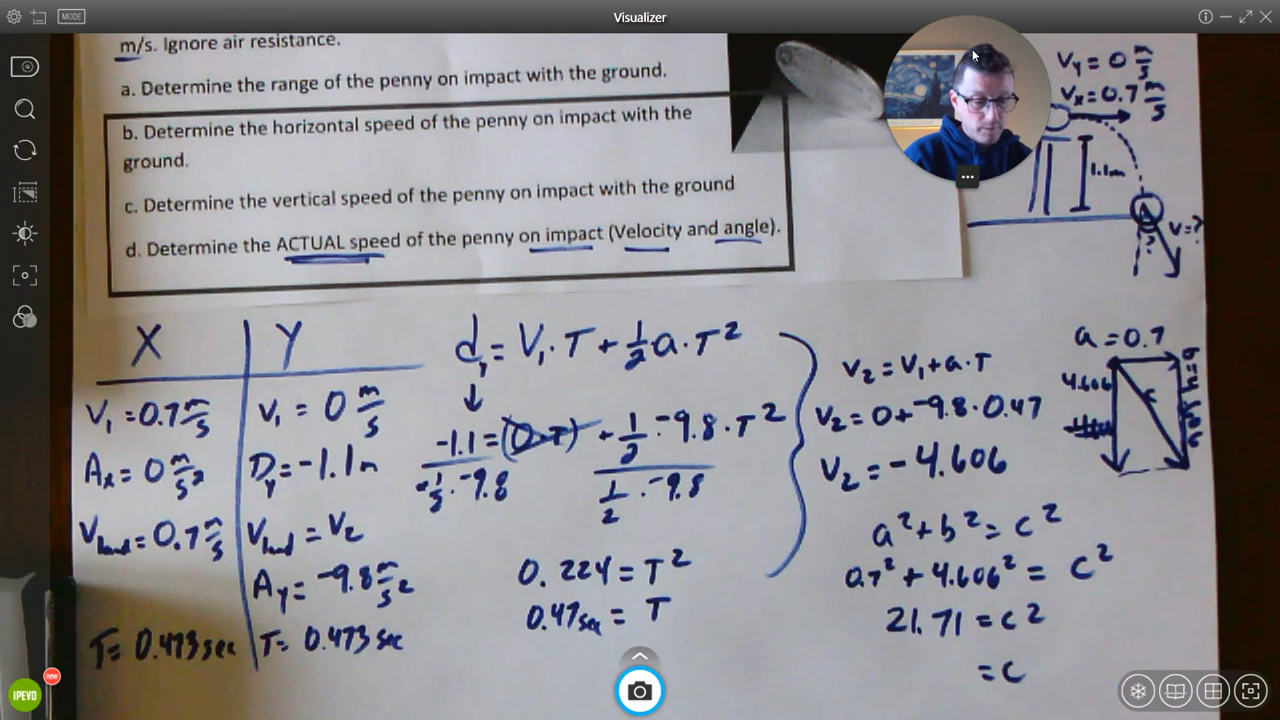 MODE
Visualizer
m/s. Ignore air resistance.
a. Determine the range of the penny on impact with the ground.
b. Determine the horizontal speed of the penny on impact with the
ground.
c. Determine the vertical speed of the penny on impact with the ground
d. Determine the ACTUAL speed of the penny on impact (Velocity and angle).
Vy = 0 m/s
Vx = 0.7 m/s
1.1m
V=?
?
X | Y
V₁ = 0.7 m/s
Ax = 0 m/s²
Vland = 0.7 m/s
T= 0.473 sec
V₁ = 0 m/s
Dy = -1.1m
Vland = V₂
Ay = -9.8 m/s²
T= 0.473 sec
d₁ = V₁·T + ½a·T²
-1.1 = (0·T) + ½·-9.8·T²
½·-9.8
0.224 = T²
0.47sec = T
V₂ = V₁ + a·T
V₂ = 0 + -9.8·0.47
V₂ = -4.606
a² + b² = c²
0.7² + 4.606² = c²
21.71 = c²
= c
a = 0.7
4.606
c
b = 4.606
new
IPEVO